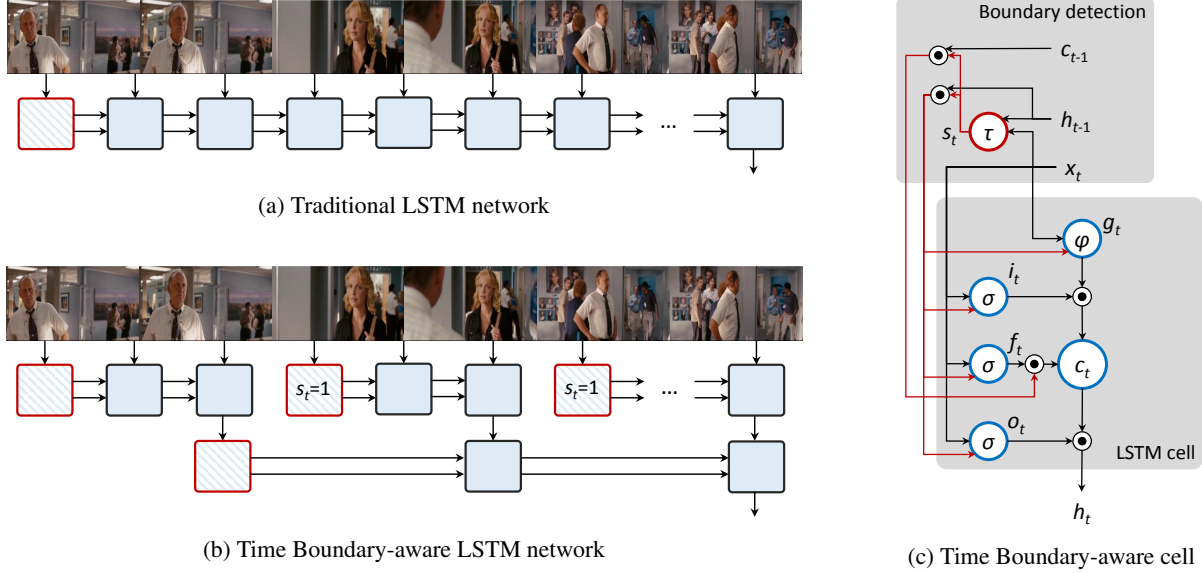 ...
(a) Traditional LSTM network
s_t=1
s_t=1
...
(b) Time Boundary-aware LSTM network
Boundary detection
c_{t-1}
h_{t-1}
s_t
τ
x_t
g_t
φ
i_t
σ
f_t
σ
c_t
o_t
σ
LSTM cell
h_t
(c) Time Boundary-aware cell